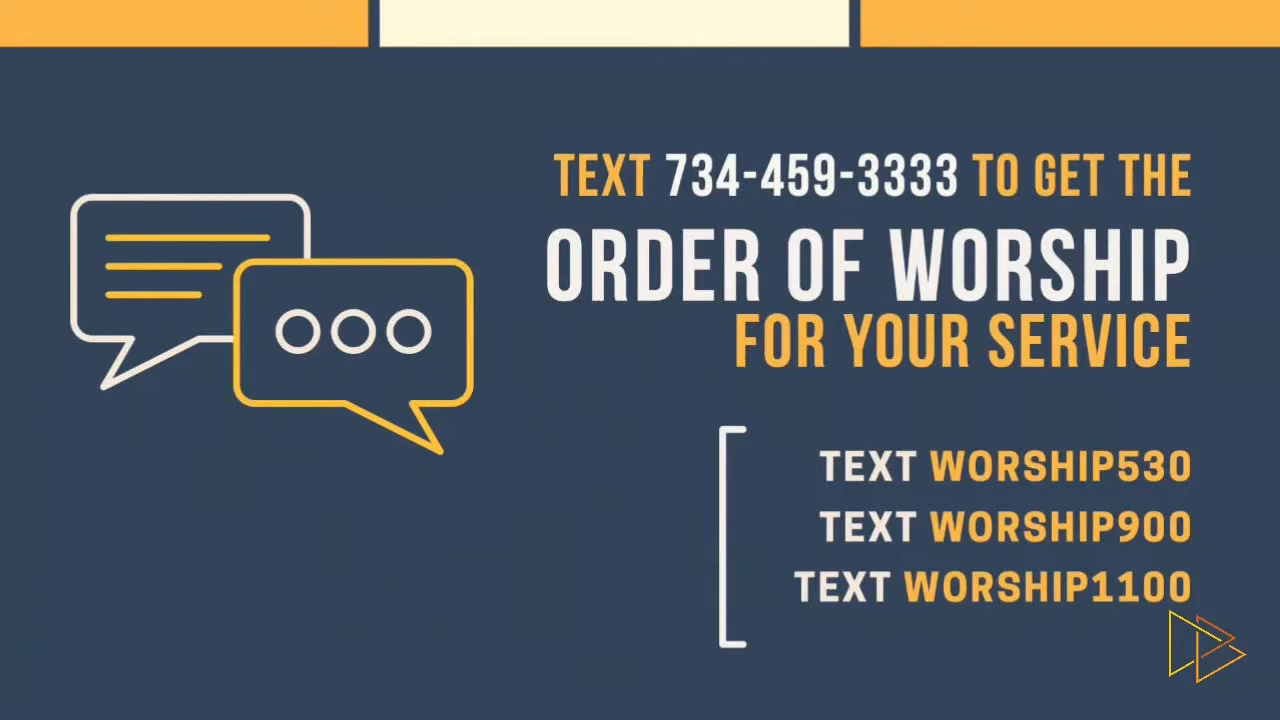 TEXT 734-459-3333 TO GET THE
ORDER OF WORSHIP
FOR YOUR SERVICE
TEXT WORSHIP530
TEXT WORSHIP900
TEXT WORSHIP1100